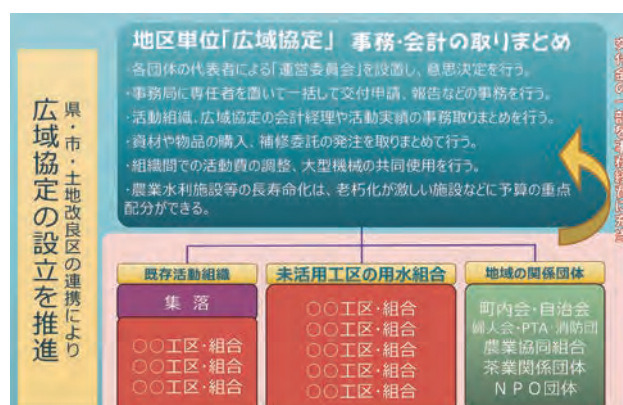 県・市・土地改良区の連携により
広域協定の設立を推進
地区単位「広域協定」 事務・会計の取りまとめ
・各団体の代表者による「運営委員会」を設置し、意思決定を行う。
・事務局に専任者を置いて一括して交付申請、報告などの事務を行う。
・活動組織、広域協定の会計経理や活動実績の事務取りまとめを行う。
・資材や物品の購入、補修委託の発注を取りまとめて行う。
・組織間での活動費の調整、大型機械の共同使用を行う。
・農業水利施設等の長寿命化は、老朽化が激しい施設などに予算の重点
配分ができる。
既存活動組織
集 落
○○工区・組合
○○工区・組合
○○工区・組合
未活用工区の用水組合
○○工区・組合
○○工区・組合
○○工区・組合
○○工区・組合
○○工区・組合
地域の関係団体
町内会・自治会
婦人会・PTA・消防団
農業協同組合
茶業関係団体
ＮＰＯ団体